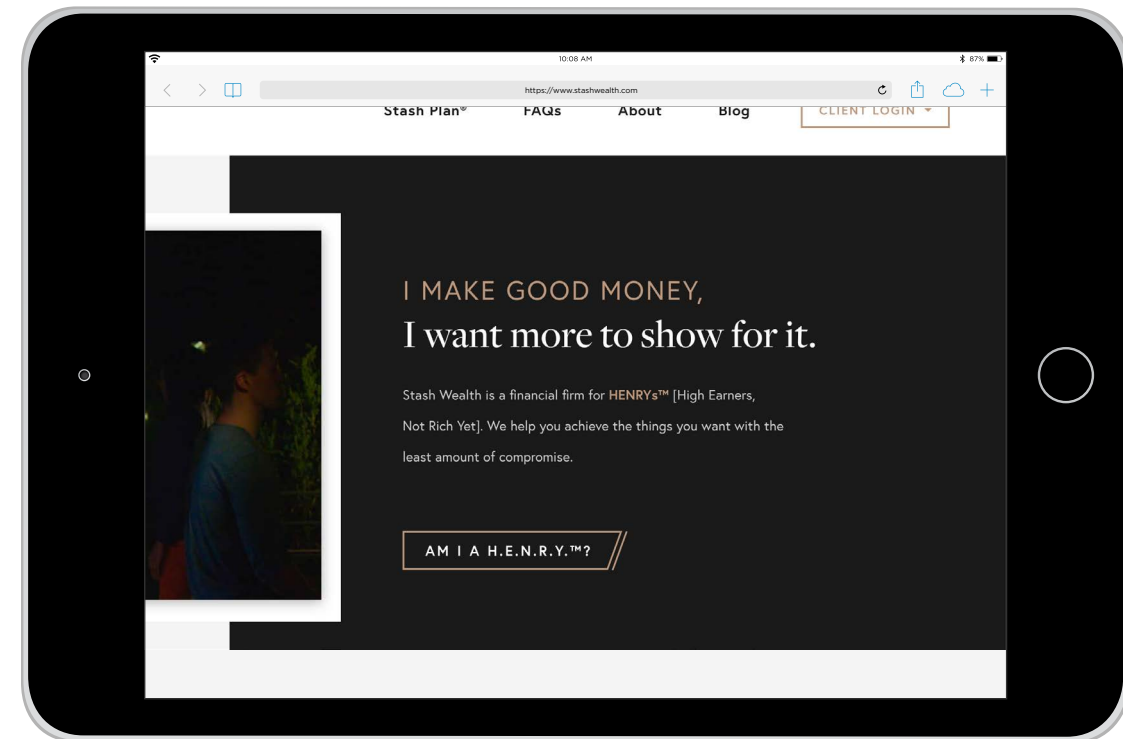 10:08 AM
87%
https://www.stashwealth.com
Stash Plan® FAQs About Blog CLIENT LOGIN
I MAKE GOOD MONEY,
I want more to show for it.
Stash Wealth is a financial firm for HENRYs™ [High Earners,
Not Rich Yet]. We help you achieve the things you want with the
least amount of compromise.
AM I A H.E.N.R.Y.™?